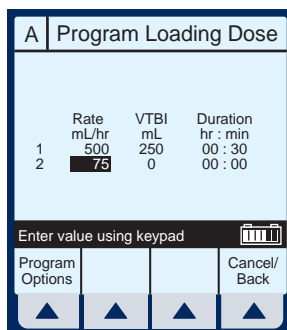 A Program Loading Dose
Rate VTBI Duration
mL/hr mL hr : min
1 500 250 00 : 30
2 75 0 00 : 00
Enter value using keypad
Program Cancel/
Options Back